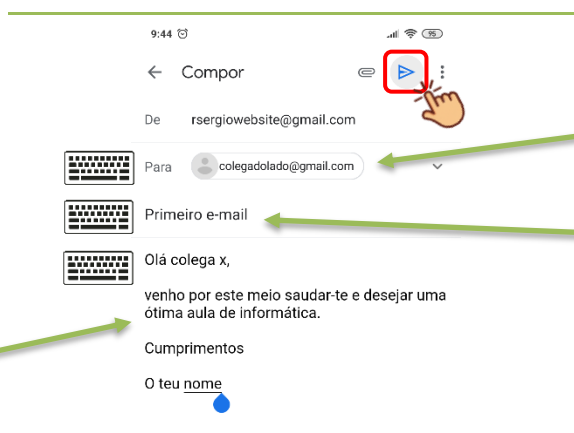 9:44
95
Compor
De rsergiowebsite@gmail.com
Para colegadolado@gmail.com
Primeiro e-mail
Olá colega x,
venho por este meio saudar-te e desejar uma
ótima aula de informática.
Cumprimentos
O teu nome